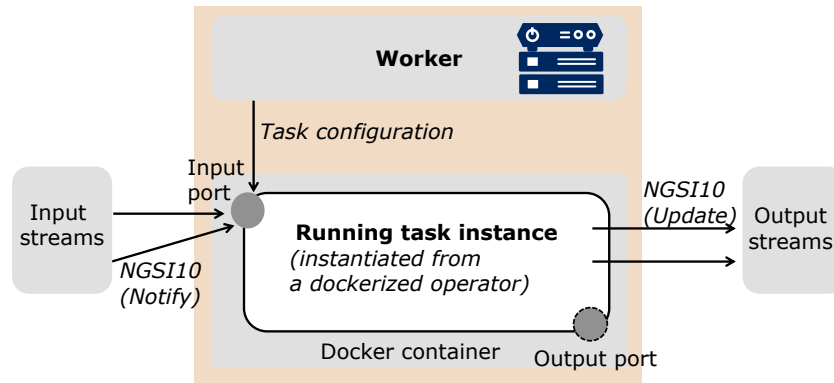 Worker
Task configuration
Input
port
Input
streams
NGSI10
(Notify)
Running task instance
(instantiated from
a dockerized operator)
NGSI10
(Update)
Output
streams
Docker container
Output port